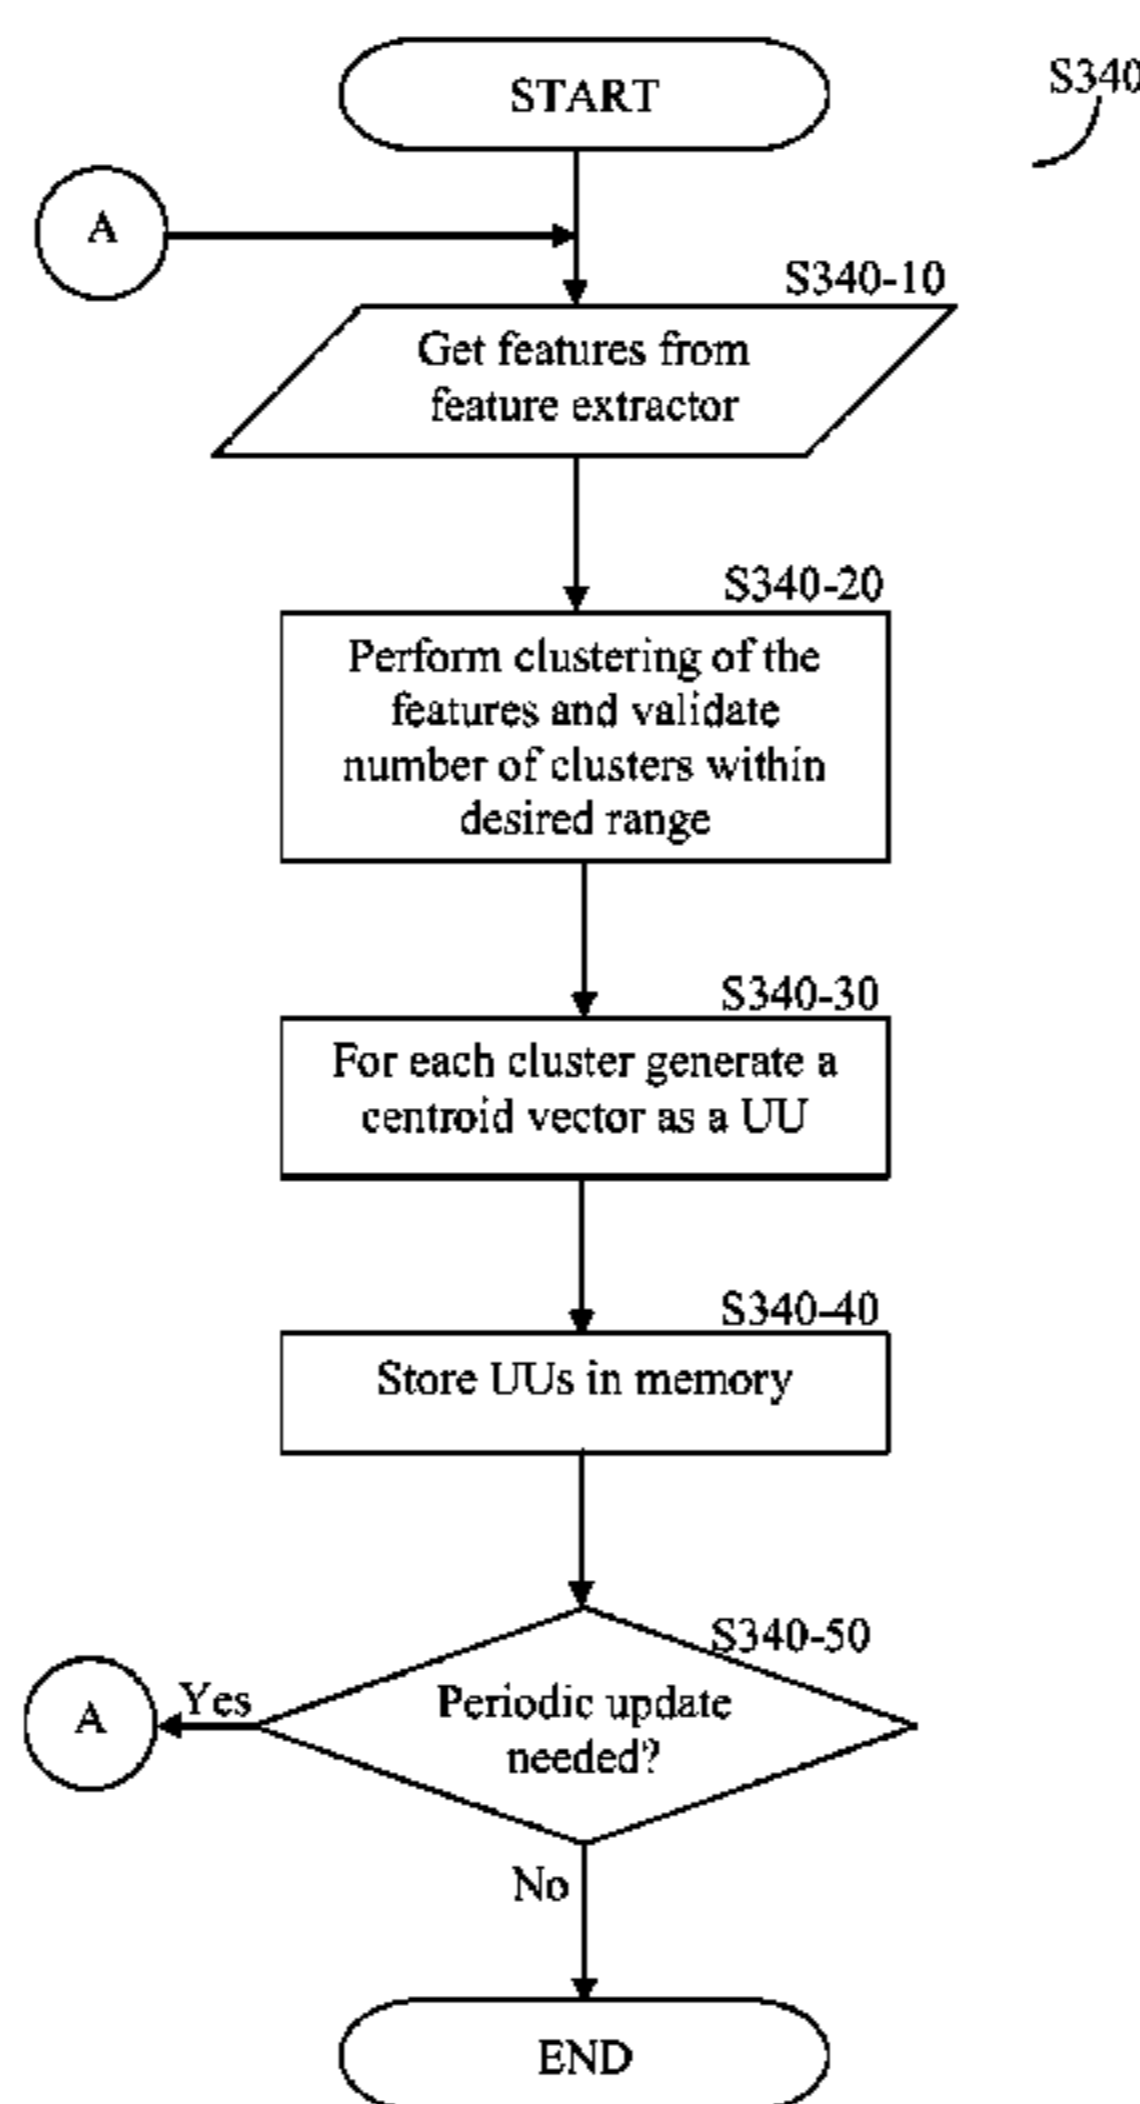 START
S340
A
S340-10
Get features from
feature extractor
S340-20
Perform clustering of the
features and validate
number of clusters within
desired range
S340-30
For each cluster generate a
centroid vector as a UU
S340-40
Store UUs in memory
S340-50
Periodic update
needed?
Yes
A
No
END